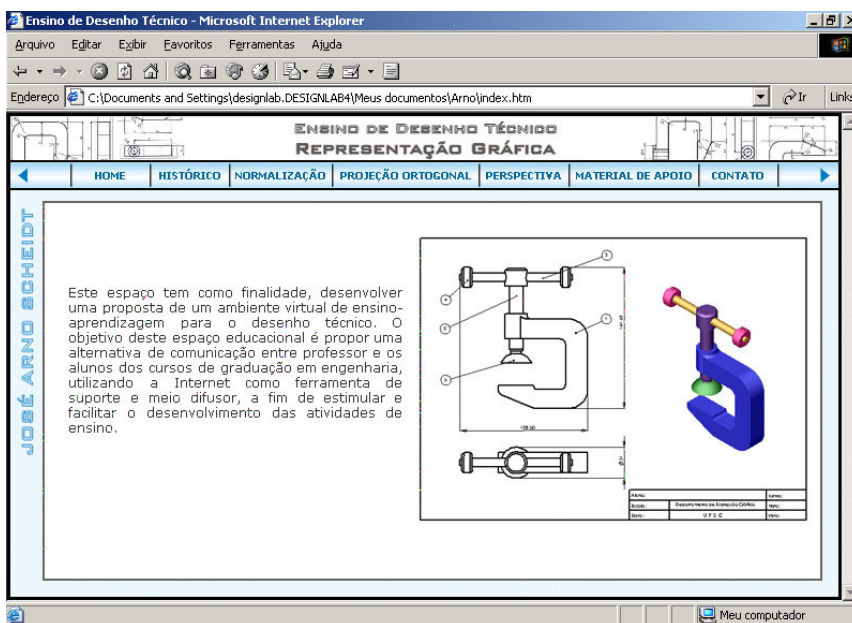 Ensino de Desenho Técnico - Microsoft Internet Explorer
Arquivo Editar Exibir Favoritos Ferramentas Ajuda
Endereço C:\Documents and Settings\designlab.DESIGNLAB4\Meus documentos\Arno\index.htm Ir Links
ENSINO DE DESENHO TÉCNICO
REPRESENTAÇÃO GRÁFICA
HOME HISTÓRICO NORMALIZAÇÃO PROJEÇÃO ORTOGONAL PERSPECTIVA MATERIAL DE APOIO CONTATO
JOSÉ ARNO SCHEIDT
Este espaço tem como finalidade, desenvolver
uma proposta de um ambiente virtual de ensino-
aprendizagem para o desenho técnico. O
objetivo deste espaço educacional é propor uma
alternativa de comunicação entre professor e os
alunos dos cursos de graduação em engenharia,
utilizando a Internet como ferramenta de
suporte e meio difusor, a fim de estimular e
facilitar o desenvolvimento das atividades de
ensino.
UFSC
Meu computador